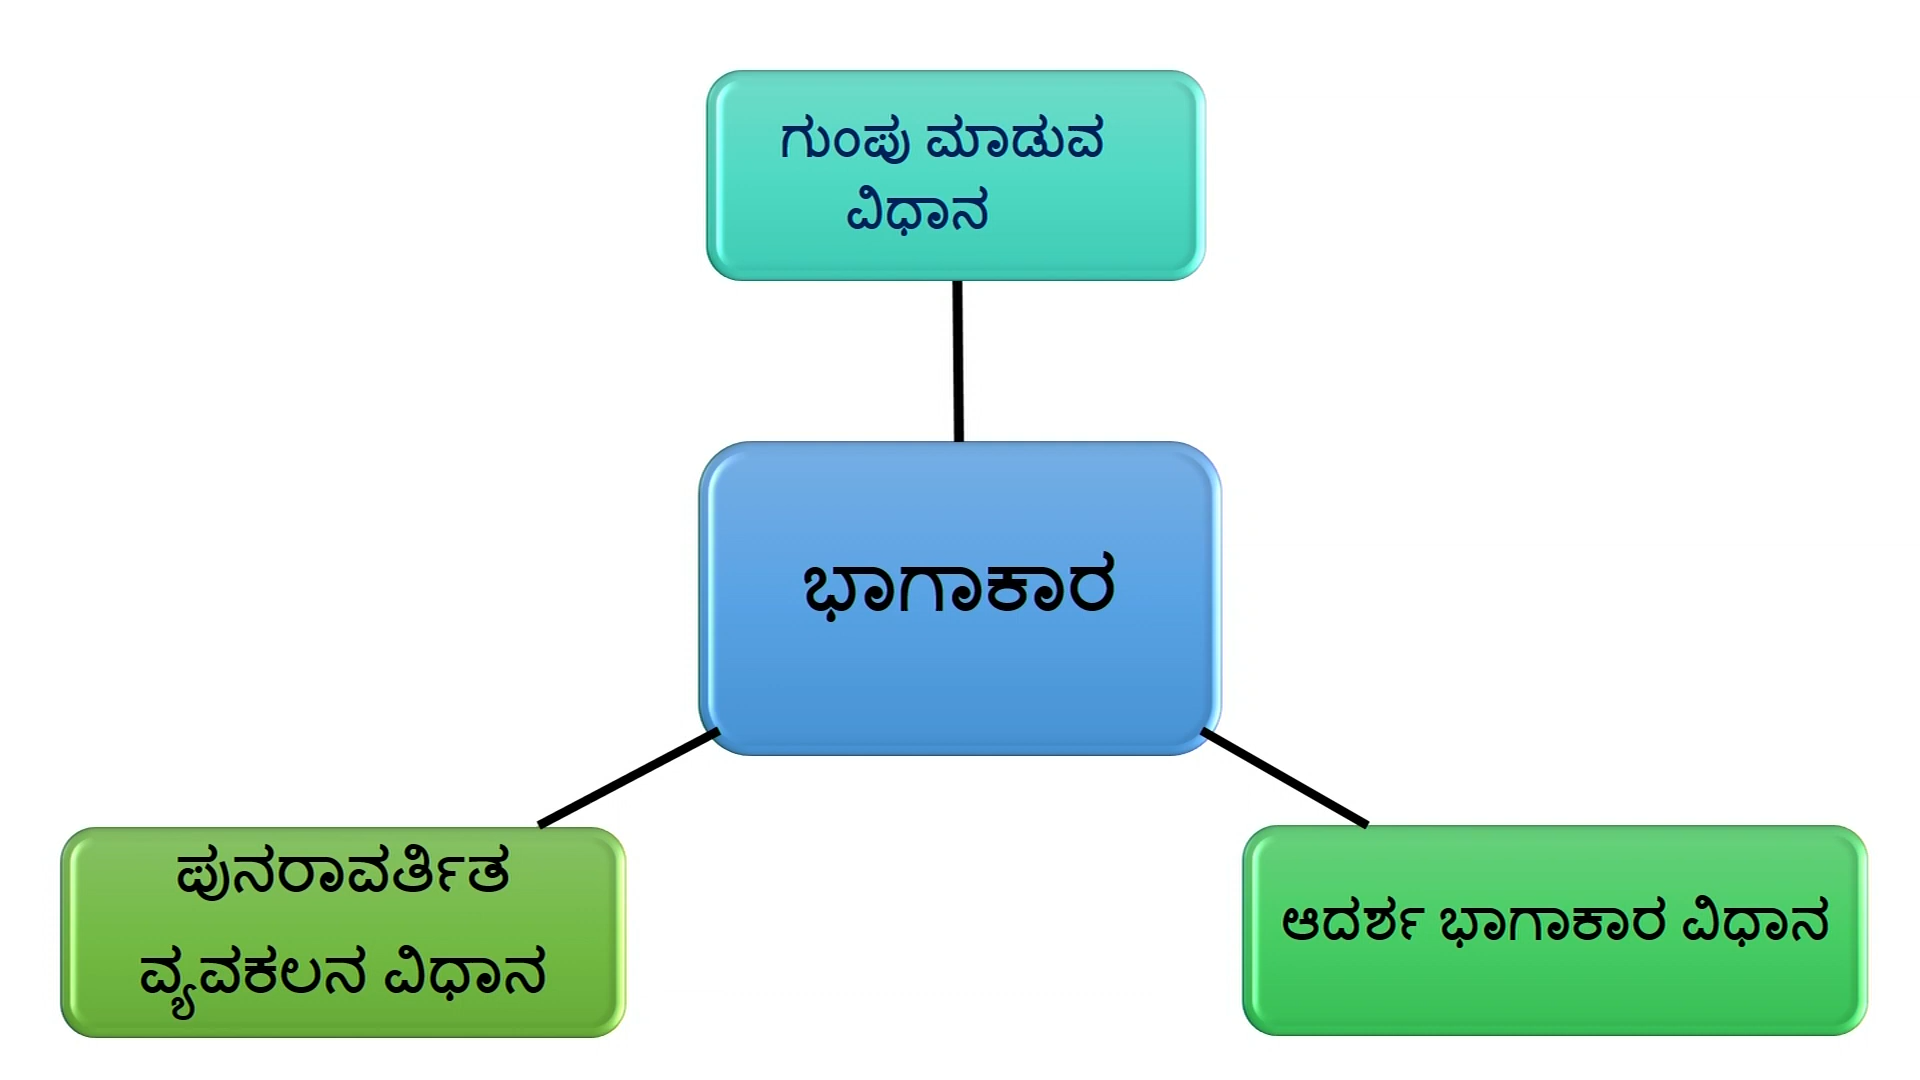 ಗುಂಪು ಮಾಡುವ
ವಿಧಾನ
ಭಾಗಾಕಾರ
ಪುನರಾವರ್ತಿತ
ವ್ಯವಕಲನ ವಿಧಾನ
ಆದರ್ಶ ಭಾಗಾಕಾರ ವಿಧಾನ